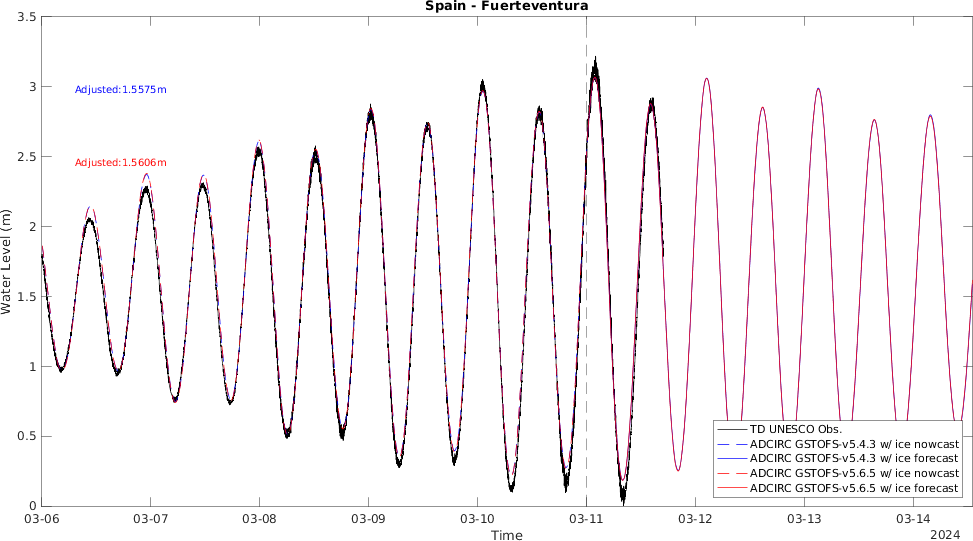 Spain - Fuerteventura
3.5
3
2.5
2
1.5
1
0.5
0
Water Level (m)
Adjusted:1.5575m
Adjusted:1.5606m
TD UNESCO Obs.
ADCIRC GSTOFS-v5.4.3 w/ ice nowcast
ADCIRC GSTOFS-v5.4.3 w/ ice forecast
ADCIRC GSTOFS-v5.6.5 w/ ice nowcast
ADCIRC GSTOFS-v5.6.5 w/ ice forecast
03-06 03-07 03-08 03-09 03-10 03-11 03-12 03-13 03-14
Time
2024